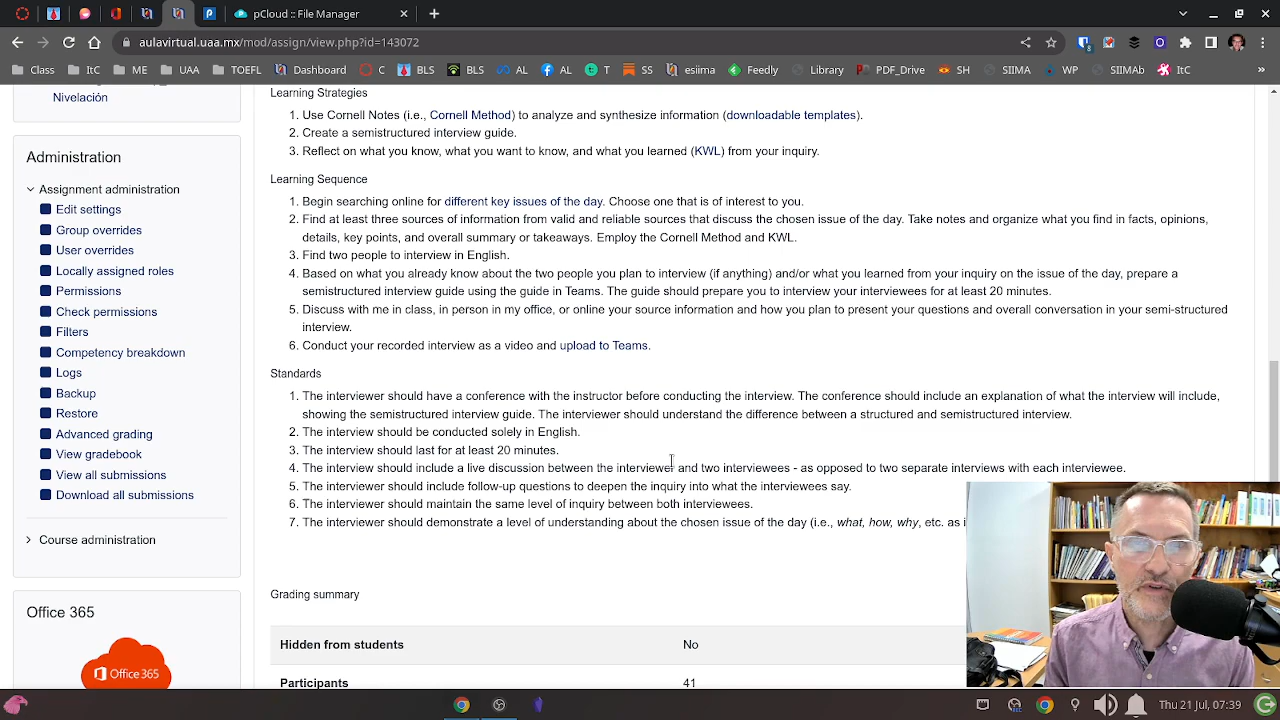 pCloud :: File Manager
aulavirtual.uaa.mx/mod/assign/view.php?id=143072
Class ItC ME UAA TOEFL Dashboard C BLS BLS AL AL T SS esiima Feedly Library PDF_Drive SH SIIMA WP SIIMAb ItC »
Nivelación
Administration
Assignment administration
Edit settings
Group overrides
User overrides
Locally assigned roles
Permissions
Check permissions
Filters
Competency breakdown
Logs
Backup
Restore
Advanced grading
View gradebook
View all submissions
Download all submissions
Course administration
Office 365
Office 365
Learning Strategies
1. Use Cornell Notes (i.e., Cornell Method) to analyze and synthesize information (downloadable templates).
2. Create a semistructured interview guide.
3. Reflect on what you know, what you want to know, and what you learned (KWL) from your inquiry.
Learning Sequence
1. Begin searching online for different key issues of the day. Choose one that is of interest to you.
2. Find at least three sources of information from valid and reliable sources that discuss the chosen issue of the day. Take notes and organize what you find in facts, opinions,
details, key points, and overall summary or takeaways. Employ the Cornell Method and KWL.
3. Find two people to interview in English.
4. Based on what you already know about the two people you plan to interview (if anything) and/or what you learned from your inquiry on the issue of the day, prepare a
semistructured interview guide using the guide in Teams. The guide should prepare you to interview your interviewees for at least 20 minutes.
5. Discuss with me in class, in person in my office, or online your source information and how you plan to present your questions and overall conversation in your semi-structured
interview.
6. Conduct your recorded interview as a video and upload to Teams.
Standards
1. The interviewer should have a conference with the instructor before conducting the interview. The conference should include an explanation of what the interview will include,
showing the semistructured interview guide. The interviewer should understand the difference between a structured and semistructured interview.
2. The interview should be conducted solely in English.
3. The interview should last for at least 20 minutes.
4. The interview should include a live discussion between the interviewer and two interviewees - as opposed to two separate interviews with each interviewee.
5. The interviewer should include follow-up questions to deepen the inquiry into what the interviewees say.
6. The interviewer should maintain the same level of inquiry between both interviewees.
7. The interviewer should demonstrate a level of understanding about the chosen issue of the day (i.e., what, how, why, etc. as i
Grading summary
Hidden from students No
Participants 41
Thu 21 jul, 07:39